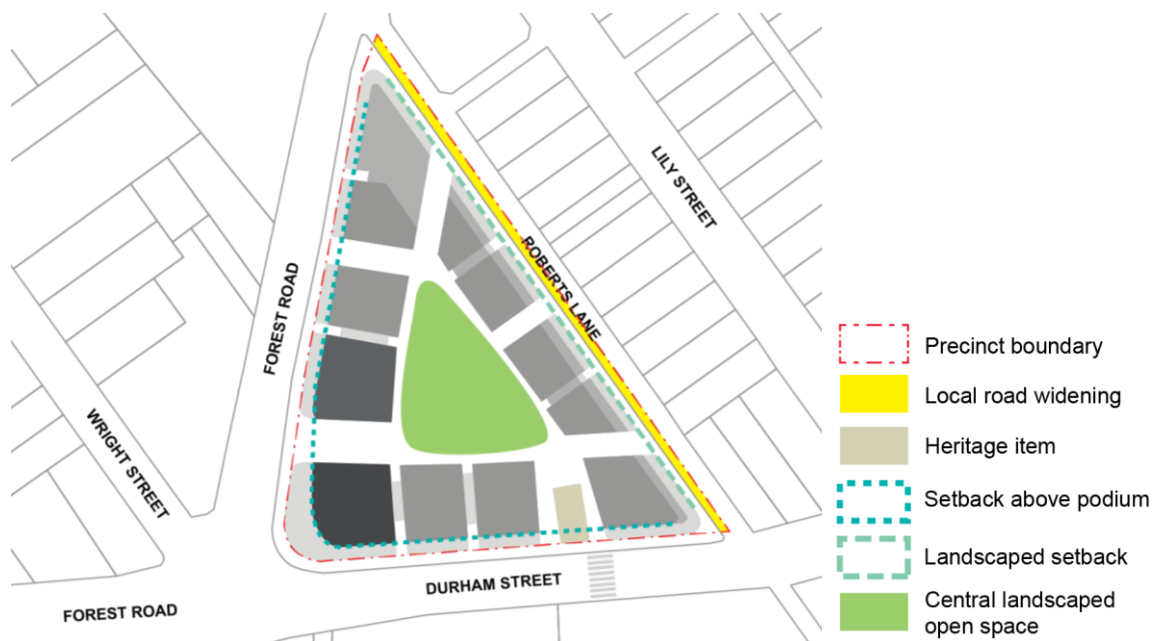 LILY STREET
ROBERTS LANE
FOREST ROAD
WRIGHT STREET
DURHAM STREET
FOREST ROAD
Precinct boundary
Local road widening
Heritage item
Setback above podium
Landscaped setback
Central landscaped
open space